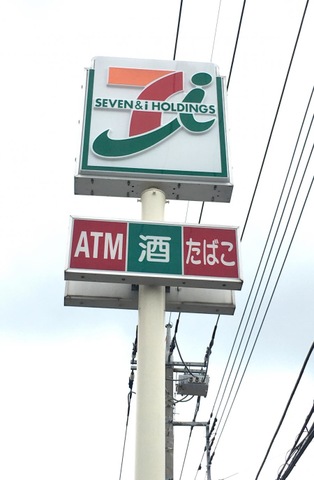 SEVEN & i HOLDINGS
ATM 酒 たばこ